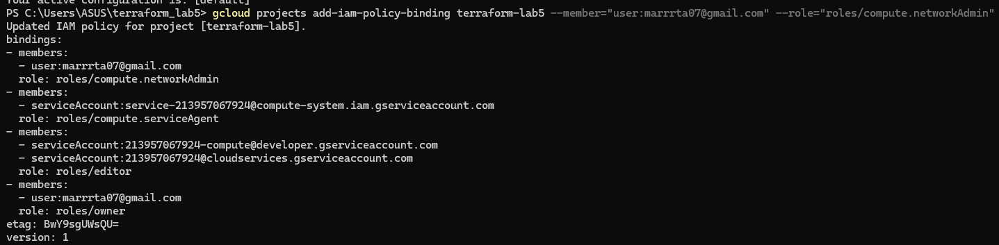 Your active configuration is: [default]
PS C:\Users\ASUS\terraform_lab5> gcloud projects add-iam-policy-binding terraform-lab5 --member="user:marrrta07@gmail.com" --role="roles/compute.networkAdmin"
Updated IAM policy for project [terraform-lab5].
bindings:
- members:
  - user:marrrta07@gmail.com
  role: roles/compute.networkAdmin
- members:
  - serviceAccount:service-213957067924@compute-system.iam.gserviceaccount.com
  role: roles/compute.serviceAgent
- members:
  - serviceAccount:213957067924-compute@developer.gserviceaccount.com
  - serviceAccount:213957067924@cloudservices.gserviceaccount.com
  role: roles/editor
- members:
  - user:marrrta07@gmail.com
  role: roles/owner
etag: BwY9sgUWsQU=
version: 1